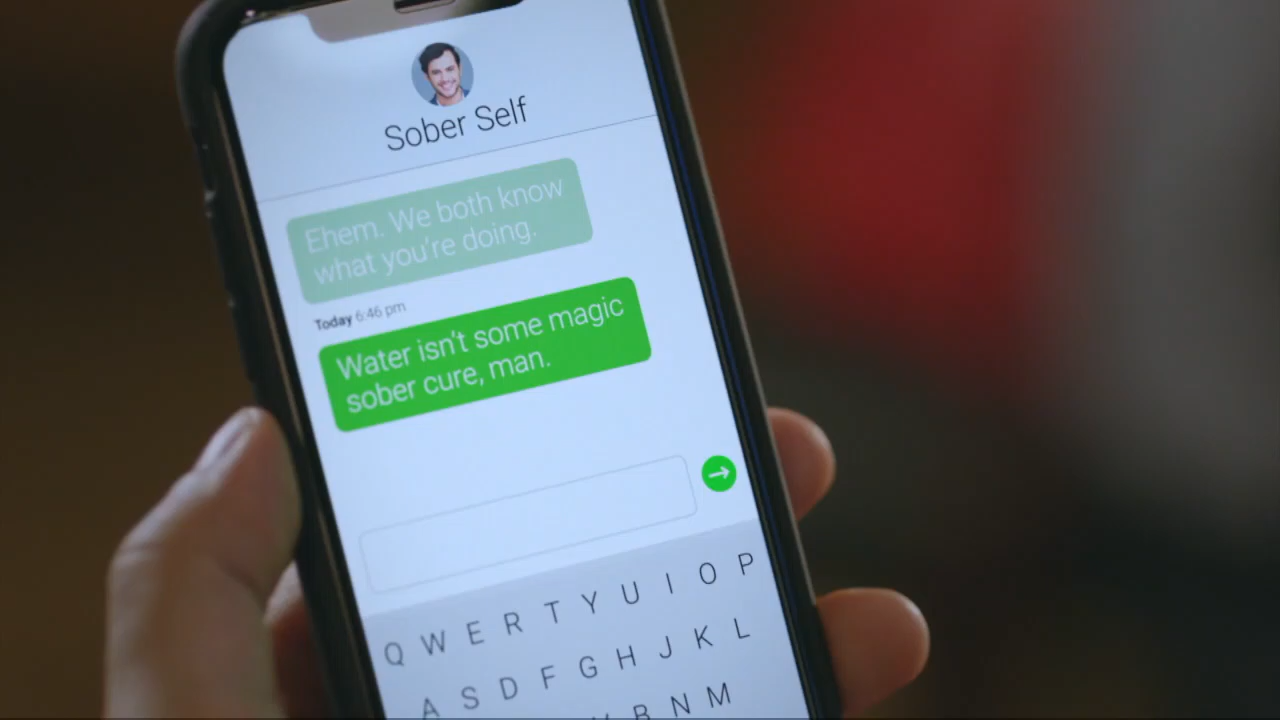 Sober Self
Ehem. We both know
what you're doing.
Today 6:46 pm
Water isn't some magic
sober cure, man.
Q W E R T Y U I O P
A S D F G H J K L
B N M